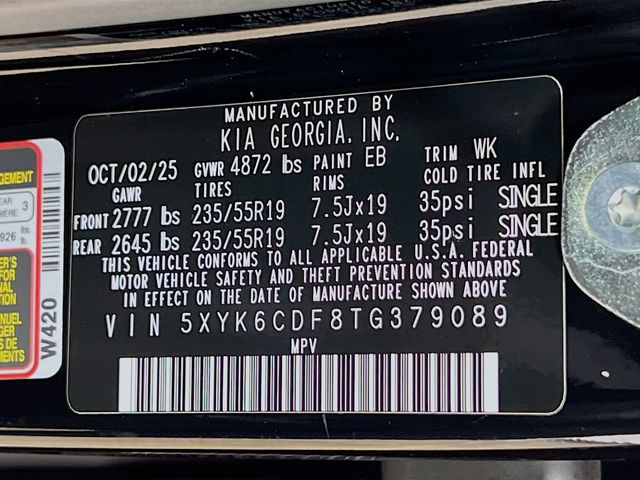 MANUFACTURED BY
KIA GEORGIA, INC.
OCT/02/25 GVWR 4872 lbs PAINT EB TRIM WK
GAWR TIRES RIMS COLD TIRE INFL
FRONT 2777 lbs 235/55R19 7.5Jx19 35psi SINGLE
REAR 2645 lbs 235/55R19 7.5Jx19 35psi SINGLE
THIS VEHICLE CONFORMS TO ALL APPLICABLE U.S.A. FEDERAL
MOTOR VEHICLE SAFETY AND THEFT PREVENTION STANDARDS
IN EFFECT ON THE DATE OF MANUFACTURE SHOWN ABOVE
VIN 5XYK6CDF8TG379089
MPV
W420
3
926 lbs.